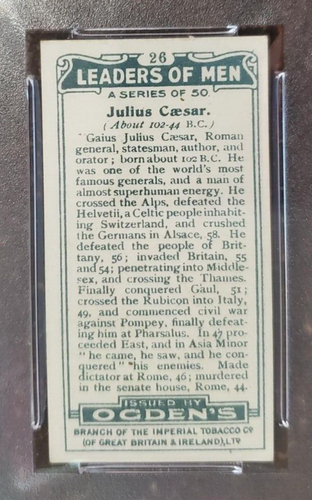 26
LEADERS OF MEN
A SERIES OF 50.
Julius Cæsar.
(About 102-44 B.C.)
Gaius Julius Cæsar, Roman
general, statesman, author, and
orator; born about 102 B.C. He
was one of the world's most
famous generals, and a man of
almost superhuman energy. He
crossed the Alps, defeated the
Helvetii, a Celtic people inhabit-
ing Switzerland, and crushed
the Germans in Alsace, 58. He
defeated the people of Brit-
tany, 56; invaded Britain, 55
and 54; penetrating into Middle-
sex, and crossing the Thames.
Finally conquered Gaul, 51;
crossed the Rubicon into Italy,
49, and commenced civil war
against Pompey, finally defeat-
ing him at Pharsalus. In 47 pro-
ceeded East, and in Asia Minor
"he came, he saw, and he con-
quered" his enemies. Made
dictator at Rome, 46; murdered
in the senate house, Rome, 44.
ISSUED BY
OGDEN'S
BRANCH OF THE IMPERIAL TOBACCO Co
(OF GREAT BRITAIN & IRELAND), LTD